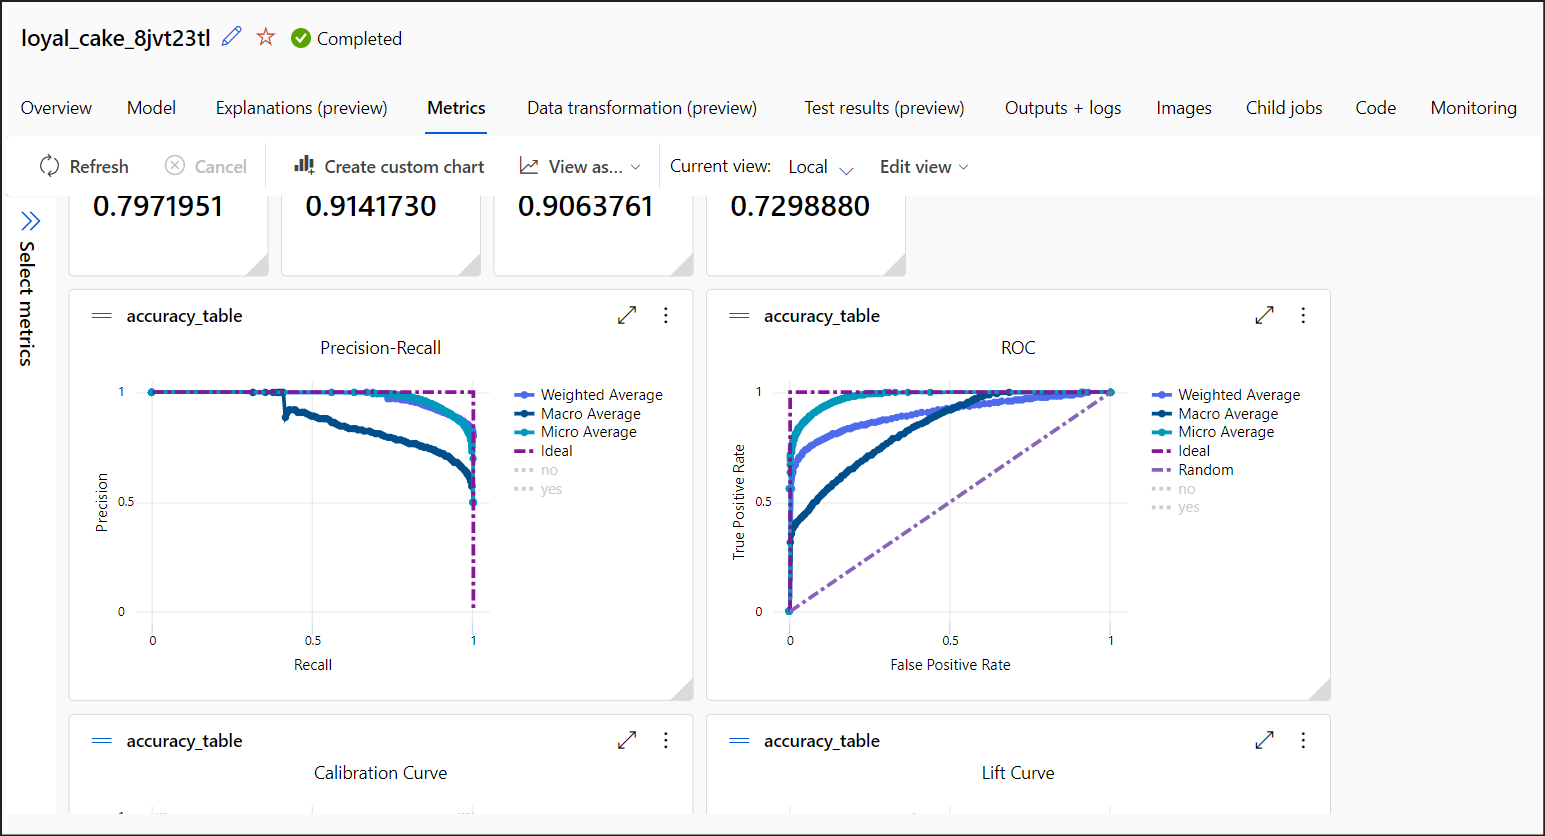 loyal_cake_8jvt23tl Completed
Overview Model Explanations (preview) Metrics Data transformation (preview) Test results (preview) Outputs + logs Images Child jobs Code Monitoring
Refresh Cancel Create custom chart View as... Current view: Local Edit view
Select metrics
0.7971951 0.9141730 0.9063761 0.7298880
accuracy_table
Precision-Recall
1
0.5
0
Precision
0 0.5 1
Recall
Weighted Average
Macro Average
Micro Average
Ideal
no
yes
accuracy_table
ROC
1
0.5
0
True Positive Rate
0 0.5 1
False Positive Rate
Weighted Average
Macro Average
Micro Average
Ideal
Random
no
yes
accuracy_table
Calibration Curve
accuracy_table
Lift Curve